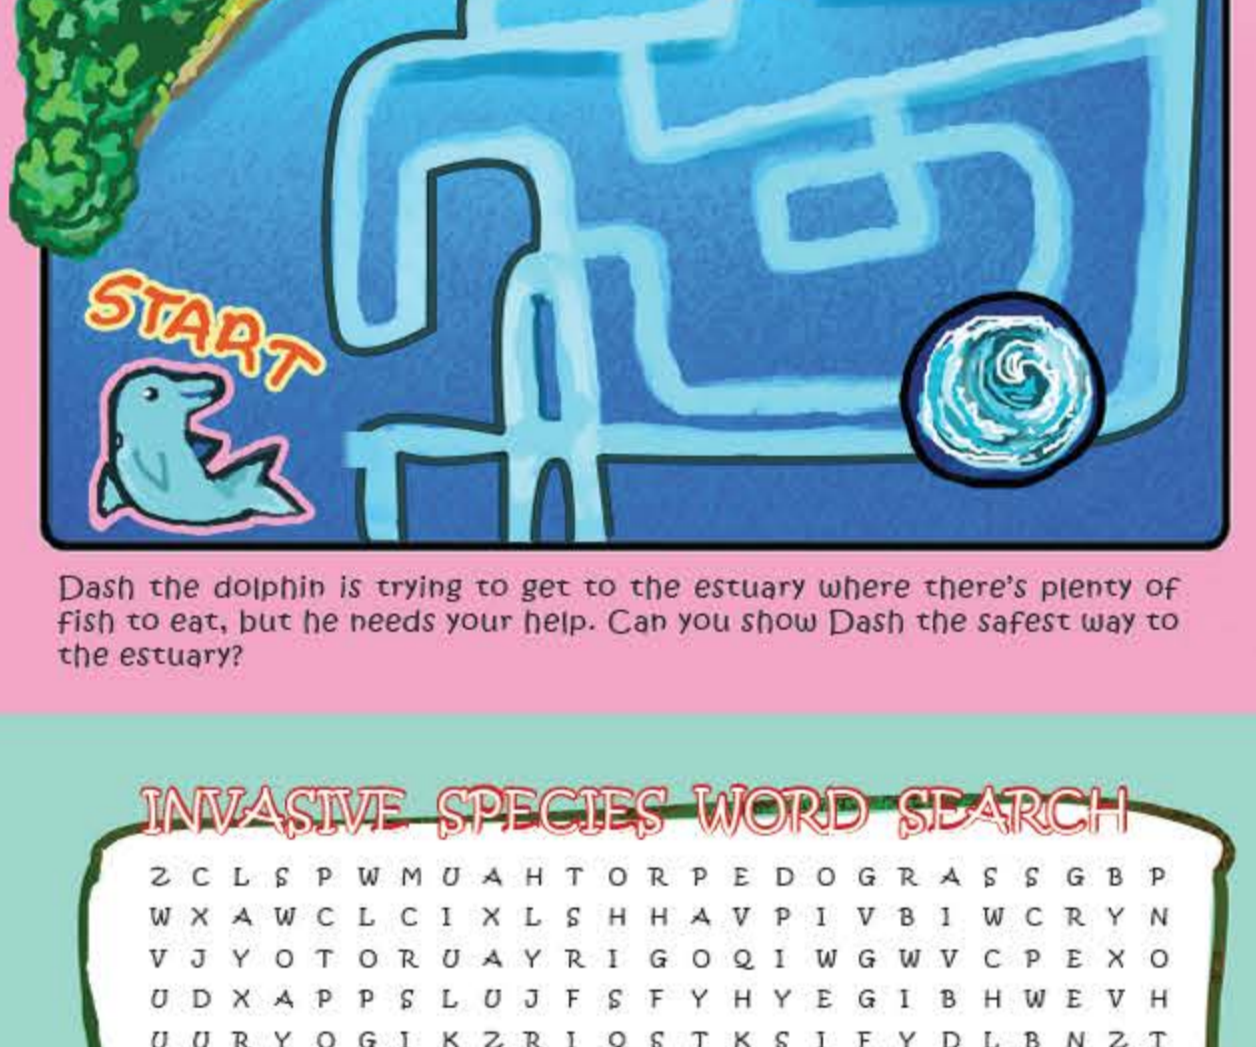 START
Dash the dolphin is trying to get to the estuary where there's plenty of
fish to eat, but he needs your help. Can you show Dash the safest way to
the estuary?
INVASIVE SPECIES WORD SEARCH
Z C L S P W M U A H T O R P E D O G R A S S G B P
W X A W C L C I X L S H H A V P I V B I W C R Y N
V J Y O T O R U A Y R I G O Q I W G W V C P E X O
U D X A P P S L U J F S F Y H Y E G I B H W E V H